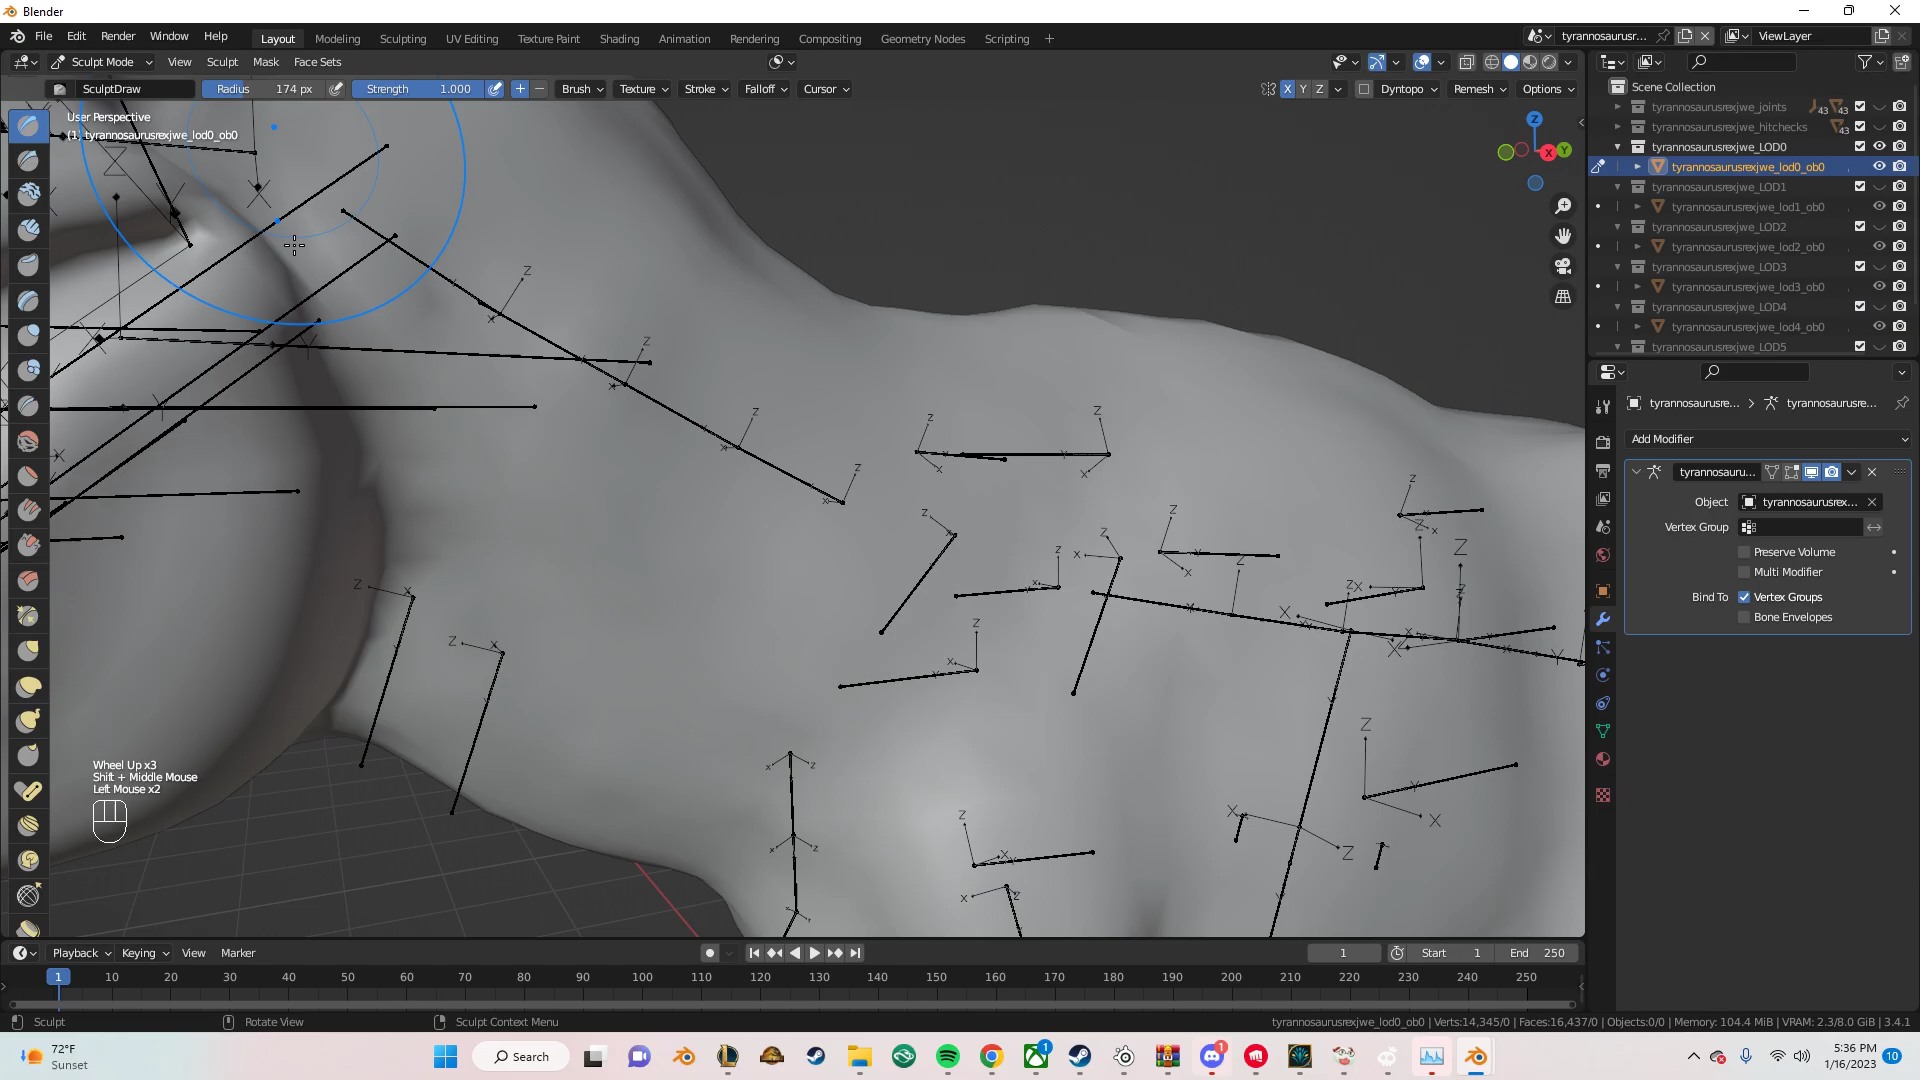 Blender
File Edit Render Window Help Layout Modeling Sculpting UV Editing Texture Paint Shading Animation Rendering Compositing Geometry Nodes Scripting + tyrannosaurusr... ViewLayer
Sculpt Mode View Sculpt Mask Face Sets
SculptDraw Radius 174 px Strength 1.000 + − Brush Texture Stroke Falloff Cursor X Y Z Dyntopo Remesh Options
User Perspective
(1) tyrannosaurusrexjwe_lod0_ob0
Z
X
Y
Wheel Up x3
Shift + Middle Mouse
Left Mouse x2
Scene Collection
tyrannosaurusrexjwe_joints 43 43
tyrannosaurusrexjwe_hitchecks 43
tyrannosaurusrexjwe_LOD0
tyrannosaurusrexjwe_lod0_ob0
tyrannosaurusrexjwe_LOD1
tyrannosaurusrexjwe_lod1_ob0
tyrannosaurusrexjwe_LOD2
tyrannosaurusrexjwe_lod2_ob0
tyrannosaurusrexjwe_LOD3
tyrannosaurusrexjwe_lod3_ob0
tyrannosaurusrexjwe_LOD4
tyrannosaurusrexjwe_lod4_ob0
tyrannosaurusrexjwe_LOD5
tyrannosaurusre... > tyrannosaurusre...
Add Modifier
tyrannosauru...
Object tyrannosaurusrex...
Vertex Group
Preserve Volume
Multi Modifier
Bind To Vertex Groups
Bone Envelopes
Playback Keying View Marker 1 Start 1 End 250
1 10 20 30 40 50 60 70 80 90 100 110 120 130 140 150 160 170 180 190 200 210 220 230 240 250
Sculpt Rotate View Sculpt Context Menu tyrannosaurusrexjwe_lod0_ob0 | Verts:14,345/0 | Faces:16,437/0 | Objects:0/0 | Memory: 104.4 MiB | VRAM: 2.3/8.0 GiB | 3.4.1
72°F
Sunset
Search
1
1
5:36 PM
1/16/2023
10